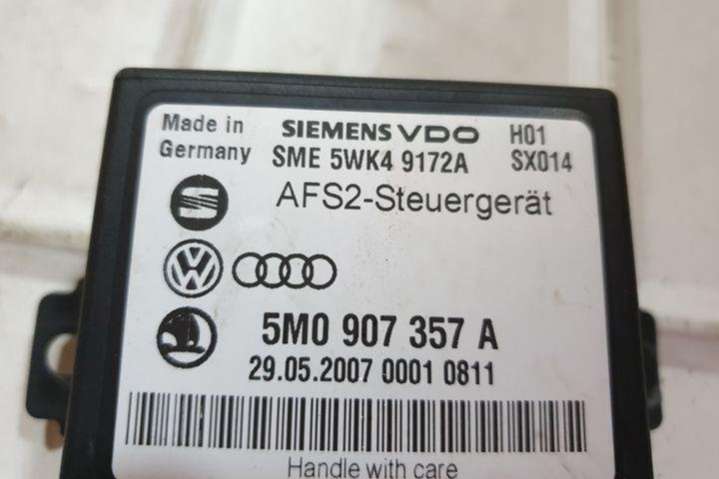 Made in Germany
SIEMENS VDO H01
SME 5WK4 9172A SX014
AFS2-Steuergerät
5M0 907 357 A
29.05.2007 0001 0811
Handle with care